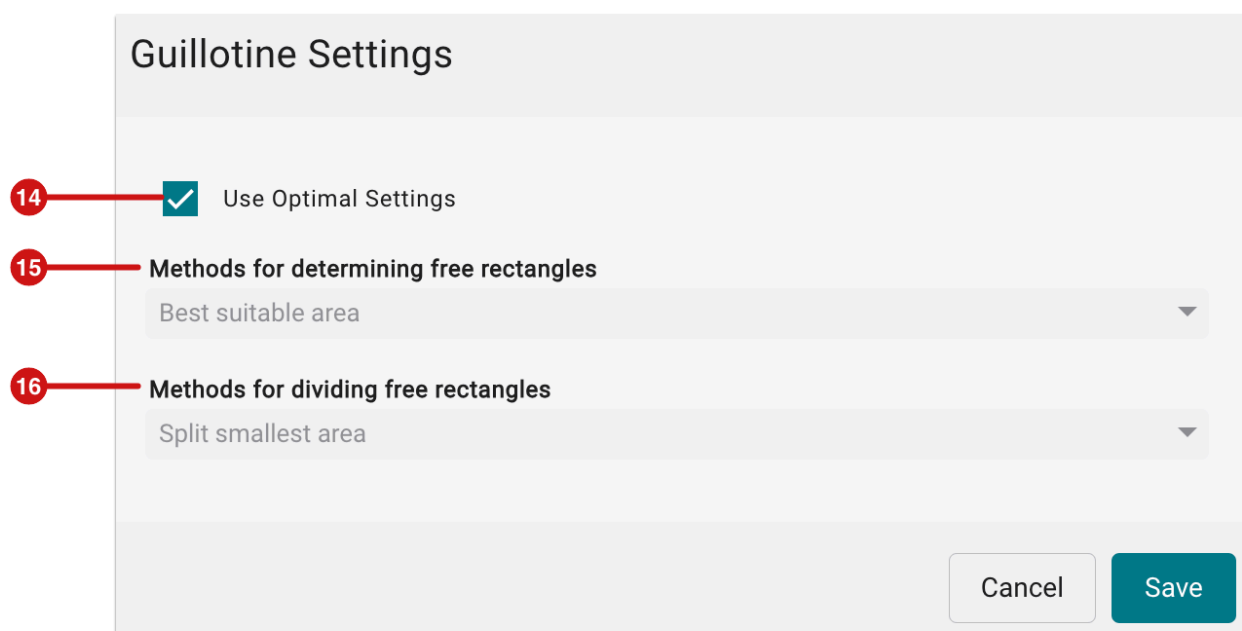 Guillotine Settings
14 Use Optimal Settings
15 Methods for determining free rectangles
Best suitable area
16 Methods for dividing free rectangles
Split smallest area
Cancel Save